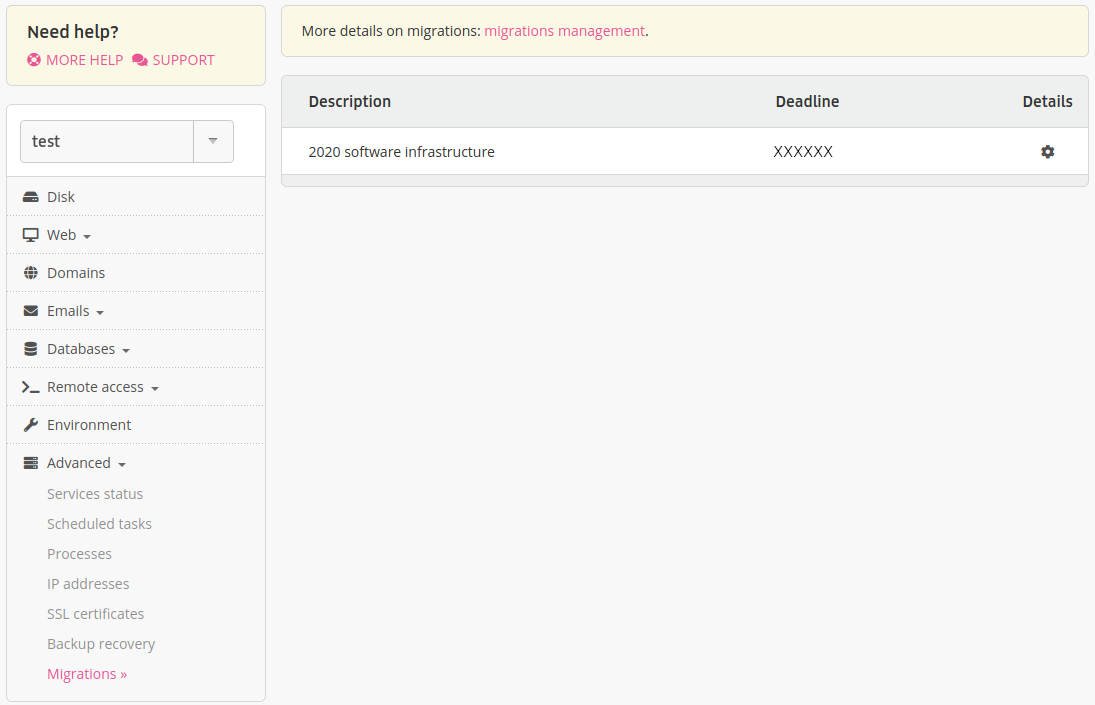 Need help?
MORE HELP SUPPORT
test
Disk
Web
Domains
Emails
Databases
Remote access
Environment
Advanced
Services status
Scheduled tasks
Processes
IP addresses
SSL certificates
Backup recovery
Migrations »
More details on migrations: migrations management.
Description Deadline Details
2020 software infrastructure XXXXXX